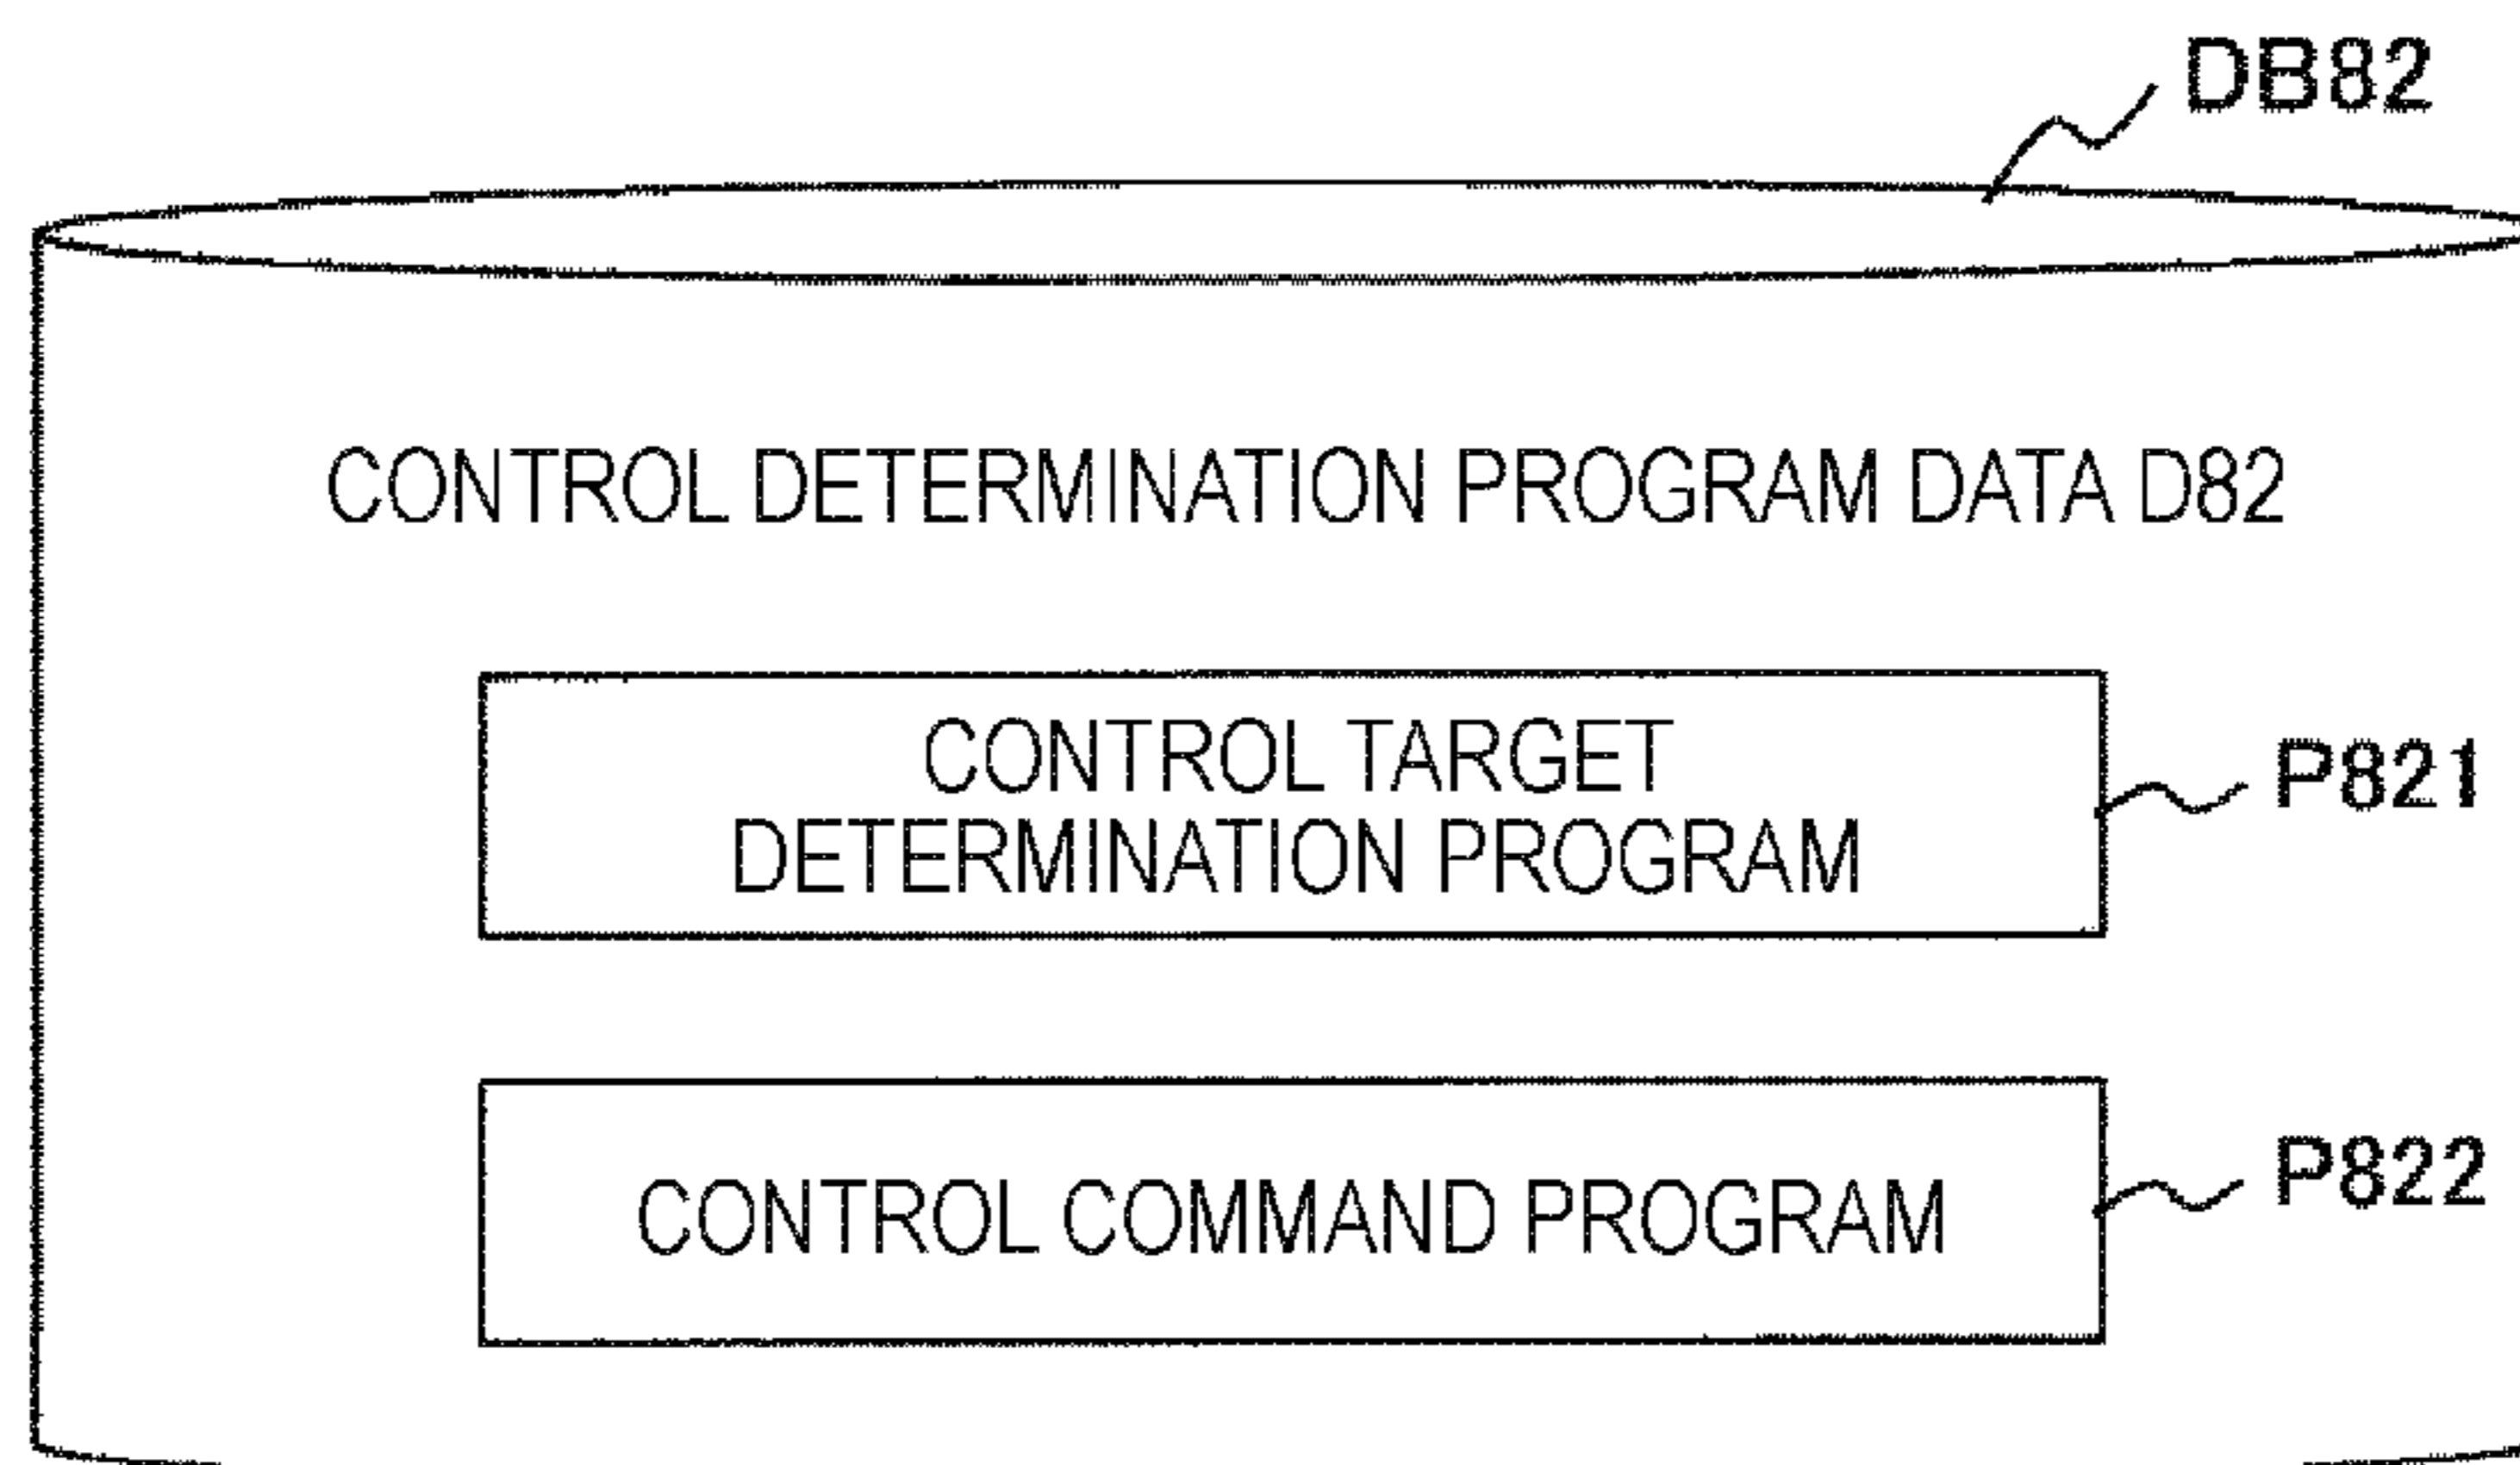 DB82
CONTROL DETERMINATION PROGRAM DATA D82
CONTROL TARGET
DETERMINATION PROGRAM
P821
CONTROL COMMAND PROGRAM
P822